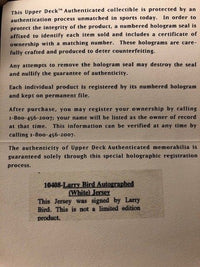 This Upper Deck™ Authenticated collectible is protected by an
authentication process unmatched in sports today. In order to
protect the integrity of the product, a numbered hologram seal is
affixed to each item sold and includes a certificate of
ownership with a matching number. These holograms are care-
fully crafted and produced to deter counterfeiting.
Any attempts to remove the hologram seal may destroy the seal
and nullify the guarantee of authenticity.
Each individual product is registered by its numbered hologram
and kept on permanent file.
After purchase, you may register your ownership by calling
1-800-456-2007; your name will be listed as the owner of record
at that time. This information can be verified at any time by
calling 1-800-456-2007.
The authenticity of Upper Deck Authenticated memorabilia is
guaranteed solely through this special holographic registration
process.
10408-Larry Bird Autographed
(White) Jersey
This Jersey was signed by Larry
Bird. This is not a limited edition
product.